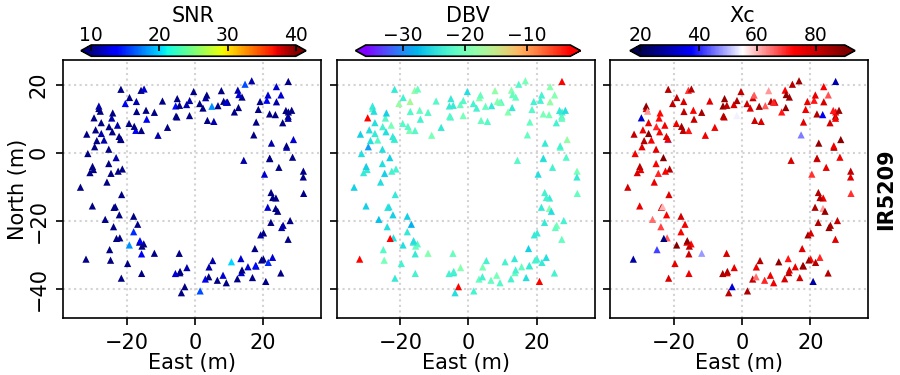 SNR
DBV
Xc
10 20 30 40
−30 −20 −10
20 40 60 80
20
0
−20
−40
North (m)
−20 0 20
−20 0 20
−20 0 20
East (m)
East (m)
East (m)
IR5209